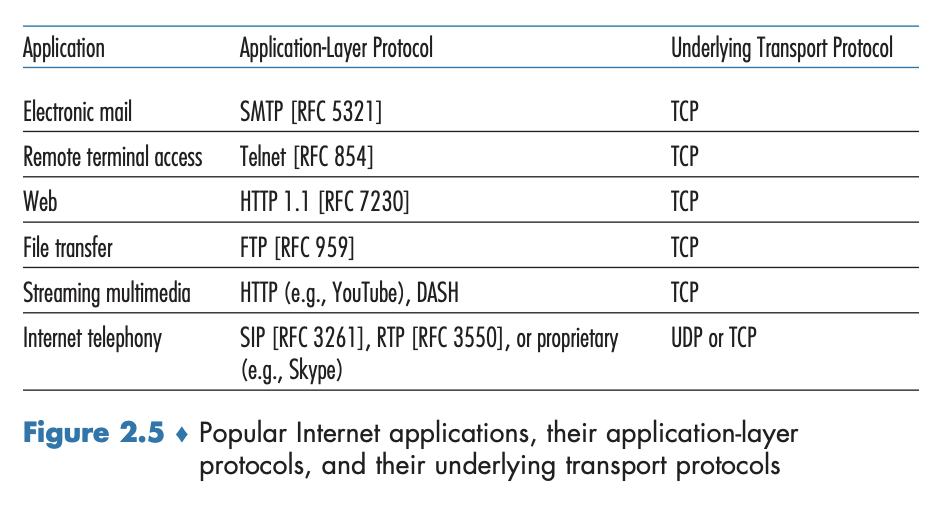 Application Application-Layer Protocol Underlying Transport Protocol
Electronic mail SMTP [RFC 5321] TCP
Remote terminal access Telnet [RFC 854] TCP
Web HTTP 1.1 [RFC 7230] TCP
File transfer FTP [RFC 959] TCP
Streaming multimedia HTTP (e.g., YouTube), DASH TCP
Internet telephony SIP [RFC 3261], RTP [RFC 3550], or proprietary UDP or TCP
(e.g., Skype)
Figure 2.5 ♦ Popular Internet applications, their application-layer
protocols, and their underlying transport protocols